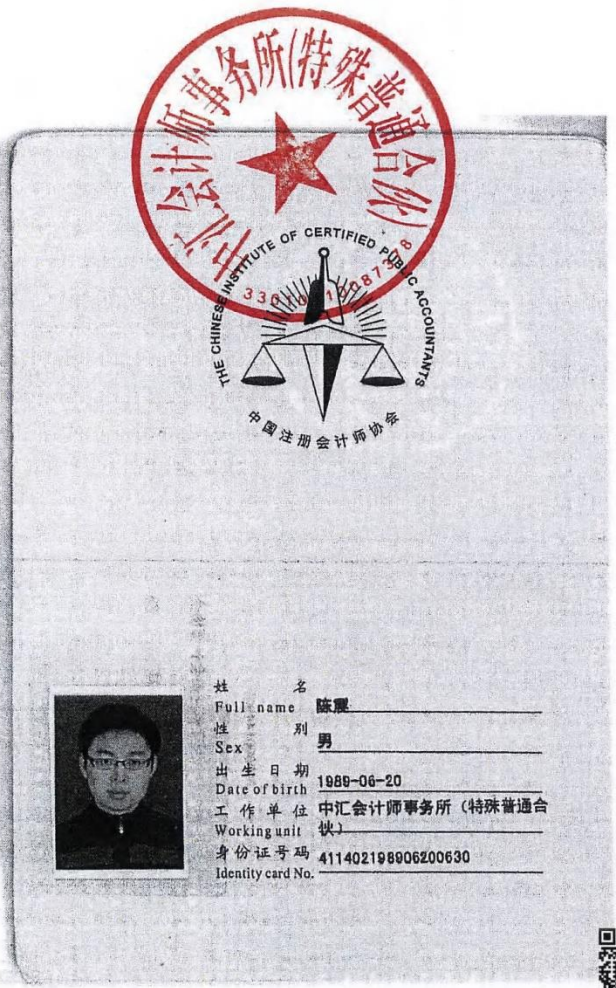 中汇会计师事务所(特殊普通合伙)
THE CHINESE INSTITUTE OF CERTIFIED PUBLIC ACCOUNTANTS
中国注册会计师协会
姓名
Full name 陈
性别 男
Sex
出生日期
Date of birth 1989-06-20
工作单位 中汇会计师事务所（特殊普通合
Working unit 伙）
身份证号码 411402198906200630
Identity card No.